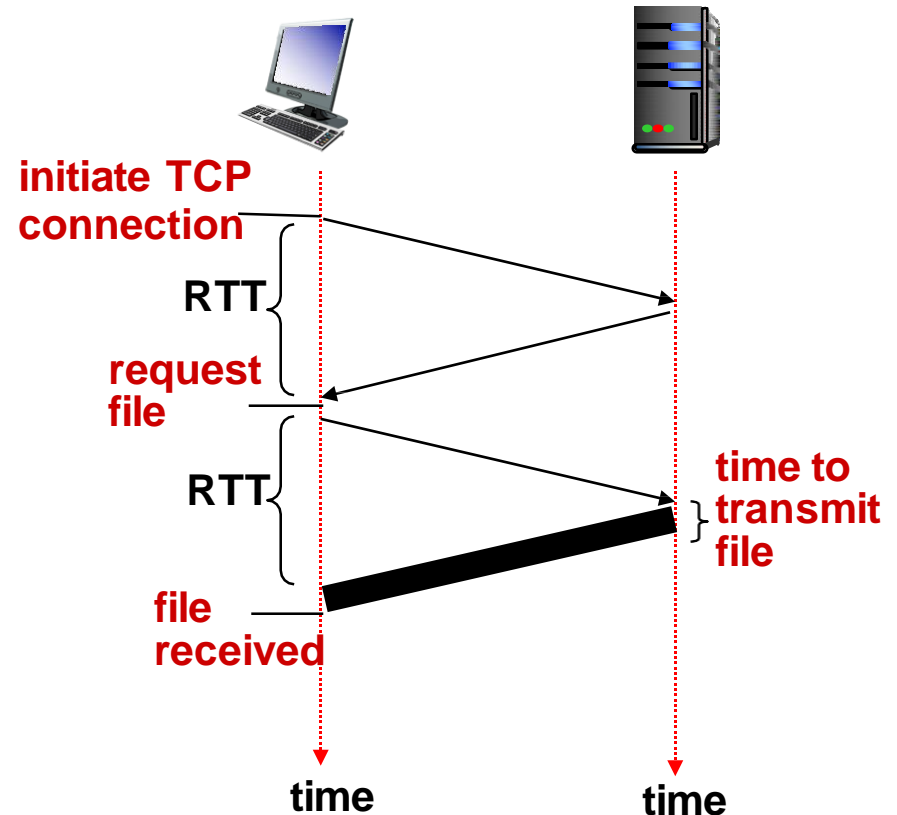 initiate TCP
connection
RTT
request
file
RTT
time to
transmit
file
file
received
time
time